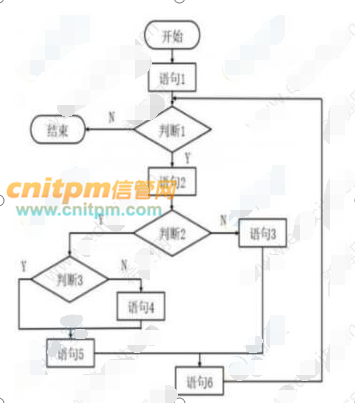 开始
语句1
N
结束
判断1
Y
语句2
cnitpm信管网
www.cnitpm.com
Y
判断2
N
语句3
Y
判断3
N
语句4
语句5
语句6